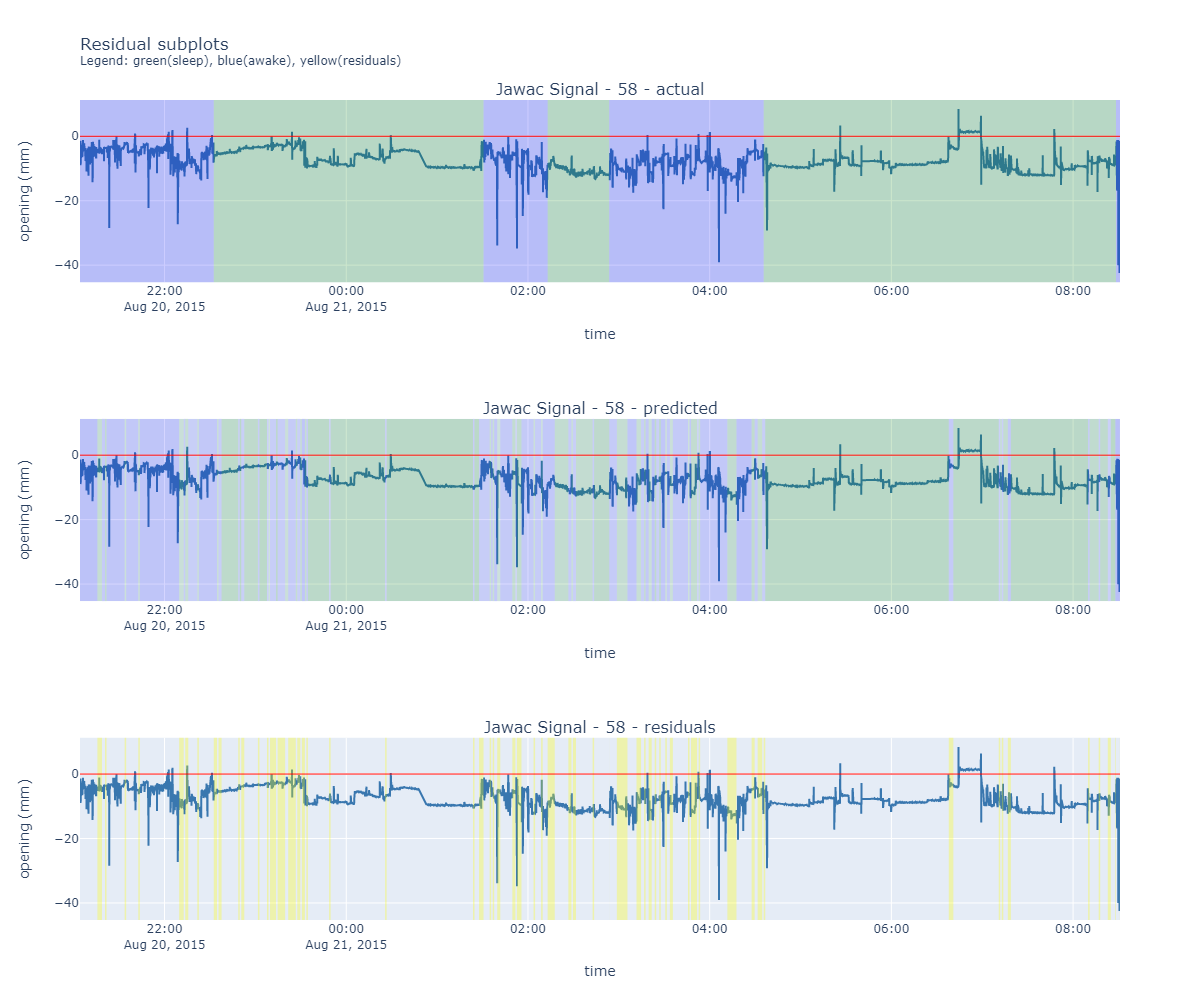 Residual subplots
Legend: green(sleep), blue(awake), yellow(residuals)
Jawac Signal - 58 - actual
0
−20
−40
opening (mm)
22:00 00:00 02:00 04:00 06:00 08:00
Aug 20, 2015 Aug 21, 2015
time
Jawac Signal - 58 - predicted
0
−20
−40
opening (mm)
22:00 00:00 02:00 04:00 06:00 08:00
Aug 20, 2015 Aug 21, 2015
time
Jawac Signal - 58 - residuals
0
−20
−40
opening (mm)
22:00 00:00 02:00 04:00 06:00 08:00
Aug 20, 2015 Aug 21, 2015
time